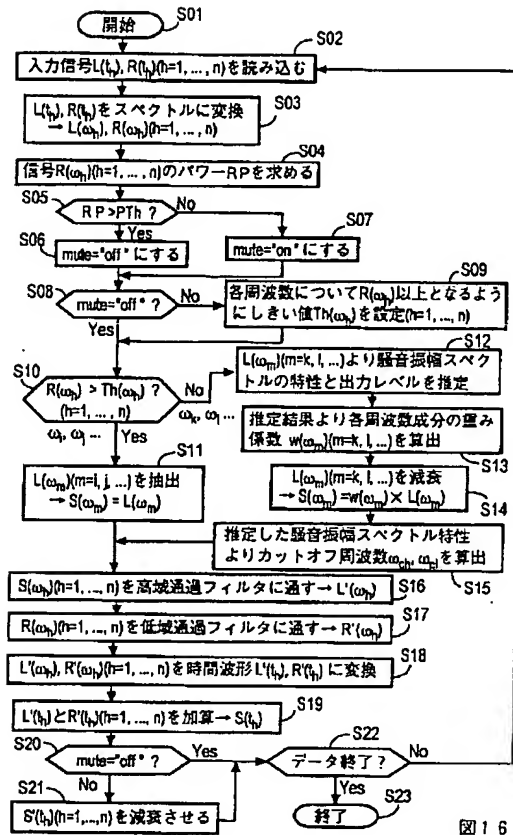 開始
S01
S02
入力信号L(th), R(th)(h=1, ..., n)を読み込む
S03
L(th), R(th)をスペクトルに変換
→ L(ωh), R(ωh)(h=1, ..., n)
S04
信号R(ωh)(h=1, ..., n)のパワーRPを求める
S05
RP>PTh ?
No
Yes
S06
mute="off" にする
S07
mute="on" にする
S08
mute="off" ?
No
Yes
S09
各周波数についてR(ωh)以上となるよう
にしきい値Th(ωh)を設定(h=1, ..., n)
S10
R(ωh) > Th(ωh) ?
(h=1, ..., n)
No
ωk, ωl ...
ωi, ωj ...
Yes
S11
L(ωm)(m=i, j, ...)を抽出
→ S(ωm) = L(ωm)
S12
L(ωm)(m=k, l, ...)より騒音振幅スペク
トルの特性と出力レベルを推定
推定結果より各周波数成分の重み
係数 w(ωm)(m=k, l, ...)を算出
S13
L(ωm)(m=k, l, ...)を減衰
→S(ωm)=w(ωm)×L(ωm)
S14
推定した騒音振幅スペクトル特性
よりカットオフ周波数ωch, ωclを算出
S15
S(ωh)(h=1, ..., n)を高域通過フィルタに通す→ L'(ωh)
S16
R(ωh)(h=1, ..., n)を低域通過フィルタに通す→ R'(ωh)
S17
L'(ωh), R'(ωh)(h=1, ..., n)を時間波形 L'(th), R'(th) に変換
S18
L'(th)とR'(th)(h=1, ..., n)を加算→ S(th)
S19
S20
mute="off" ?
Yes
No
S21
S'(th)(h=1,...,n)を減衰させる
S22
データ終了 ?
No
Yes
終了
S23
図16